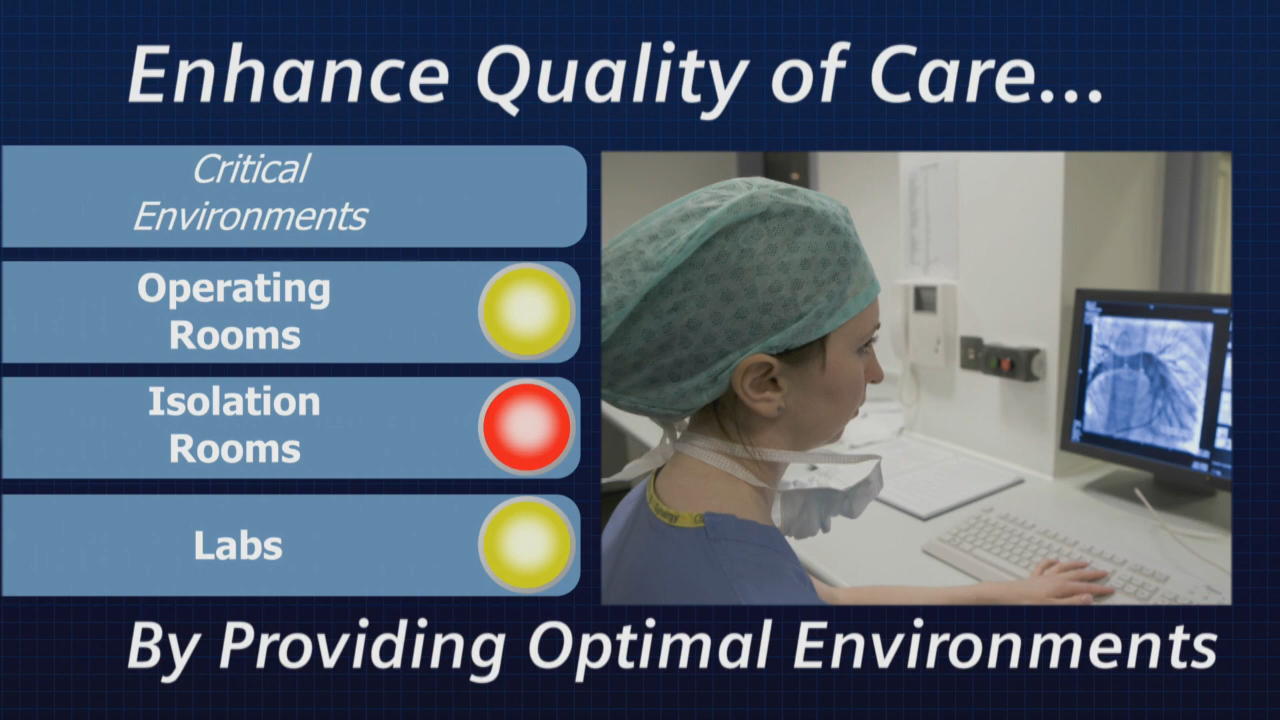 Enhance Quality of Care...
Critical
Environments
Operating
Rooms
Isolation
Rooms
Labs
By Providing Optimal Environments